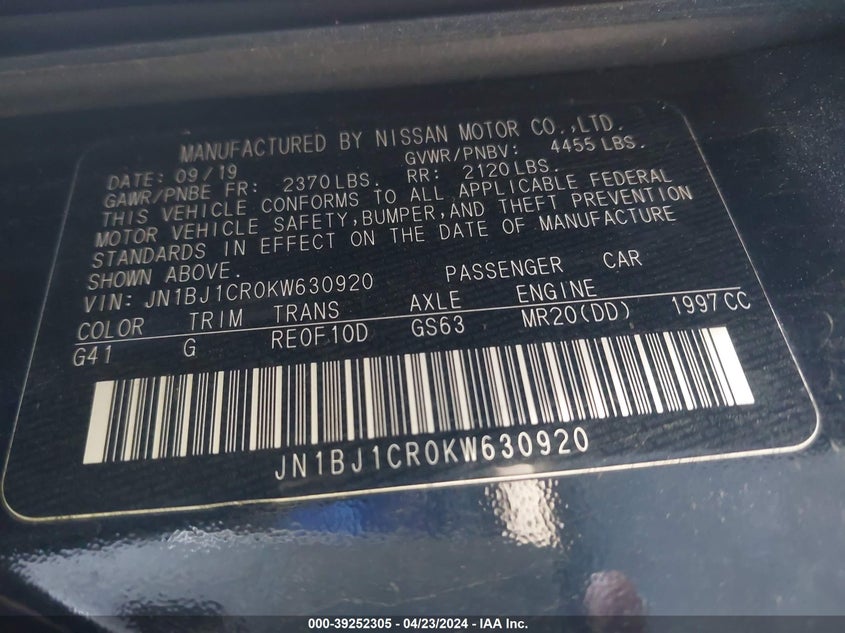 MANUFACTURED BY NISSAN MOTOR CO.,LTD.
DATE: 09/19 GVWR/PNBV: 4455 LBS.
GAWR/PNBE FR: 2370 LBS. RR: 2120 LBS.
THIS VEHICLE CONFORMS TO ALL APPLICABLE FEDERAL
MOTOR VEHICLE SAFETY, BUMPER, AND THEFT PREVENTION
STANDARDS IN EFFECT ON THE DATE OF MANUFACTURE
SHOWN ABOVE.
VIN: JN1BJ1CR0KW630920 PASSENGER CAR
COLOR TRIM TRANS AXLE ENGINE
G41 G RE0F10D GS63 MR20(DD) 1997 CC
JN1BJ1CR0KW630920
000-39252305 - 04/23/2024 - IAA Inc.